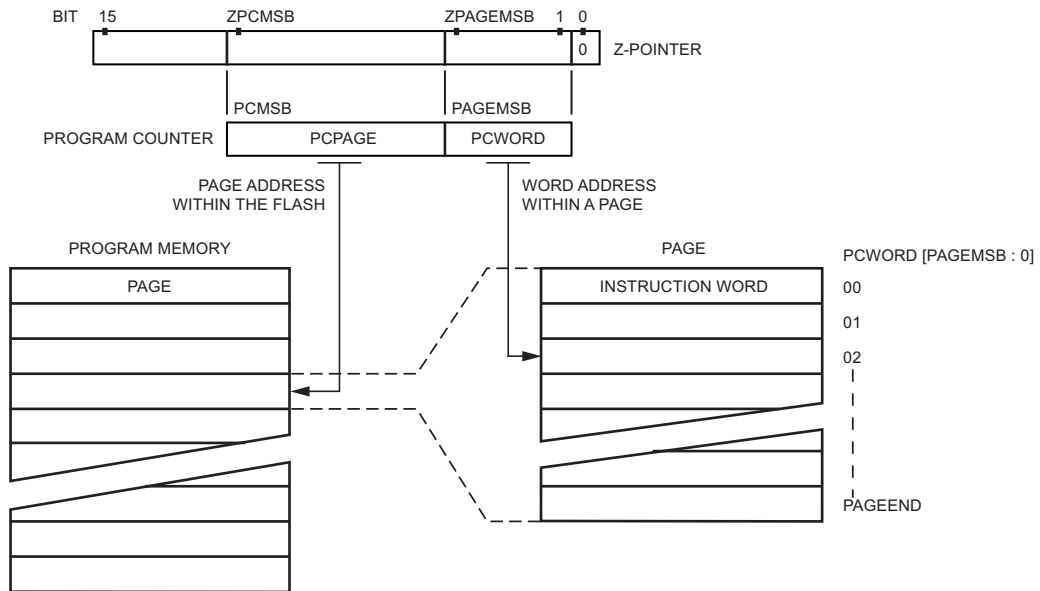 BIT 15 ZPCMSB ZPAGEMSB 1 0
0 Z-POINTER
PCMSB PAGEMSB
PROGRAM COUNTER PCPAGE PCWORD
PAGE ADDRESS
WITHIN THE FLASH
WORD ADDRESS
WITHIN A PAGE
PROGRAM MEMORY
PAGE
PAGE
PCWORD [PAGEMSB : 0]
INSTRUCTION WORD
00
01
02
PAGEEND